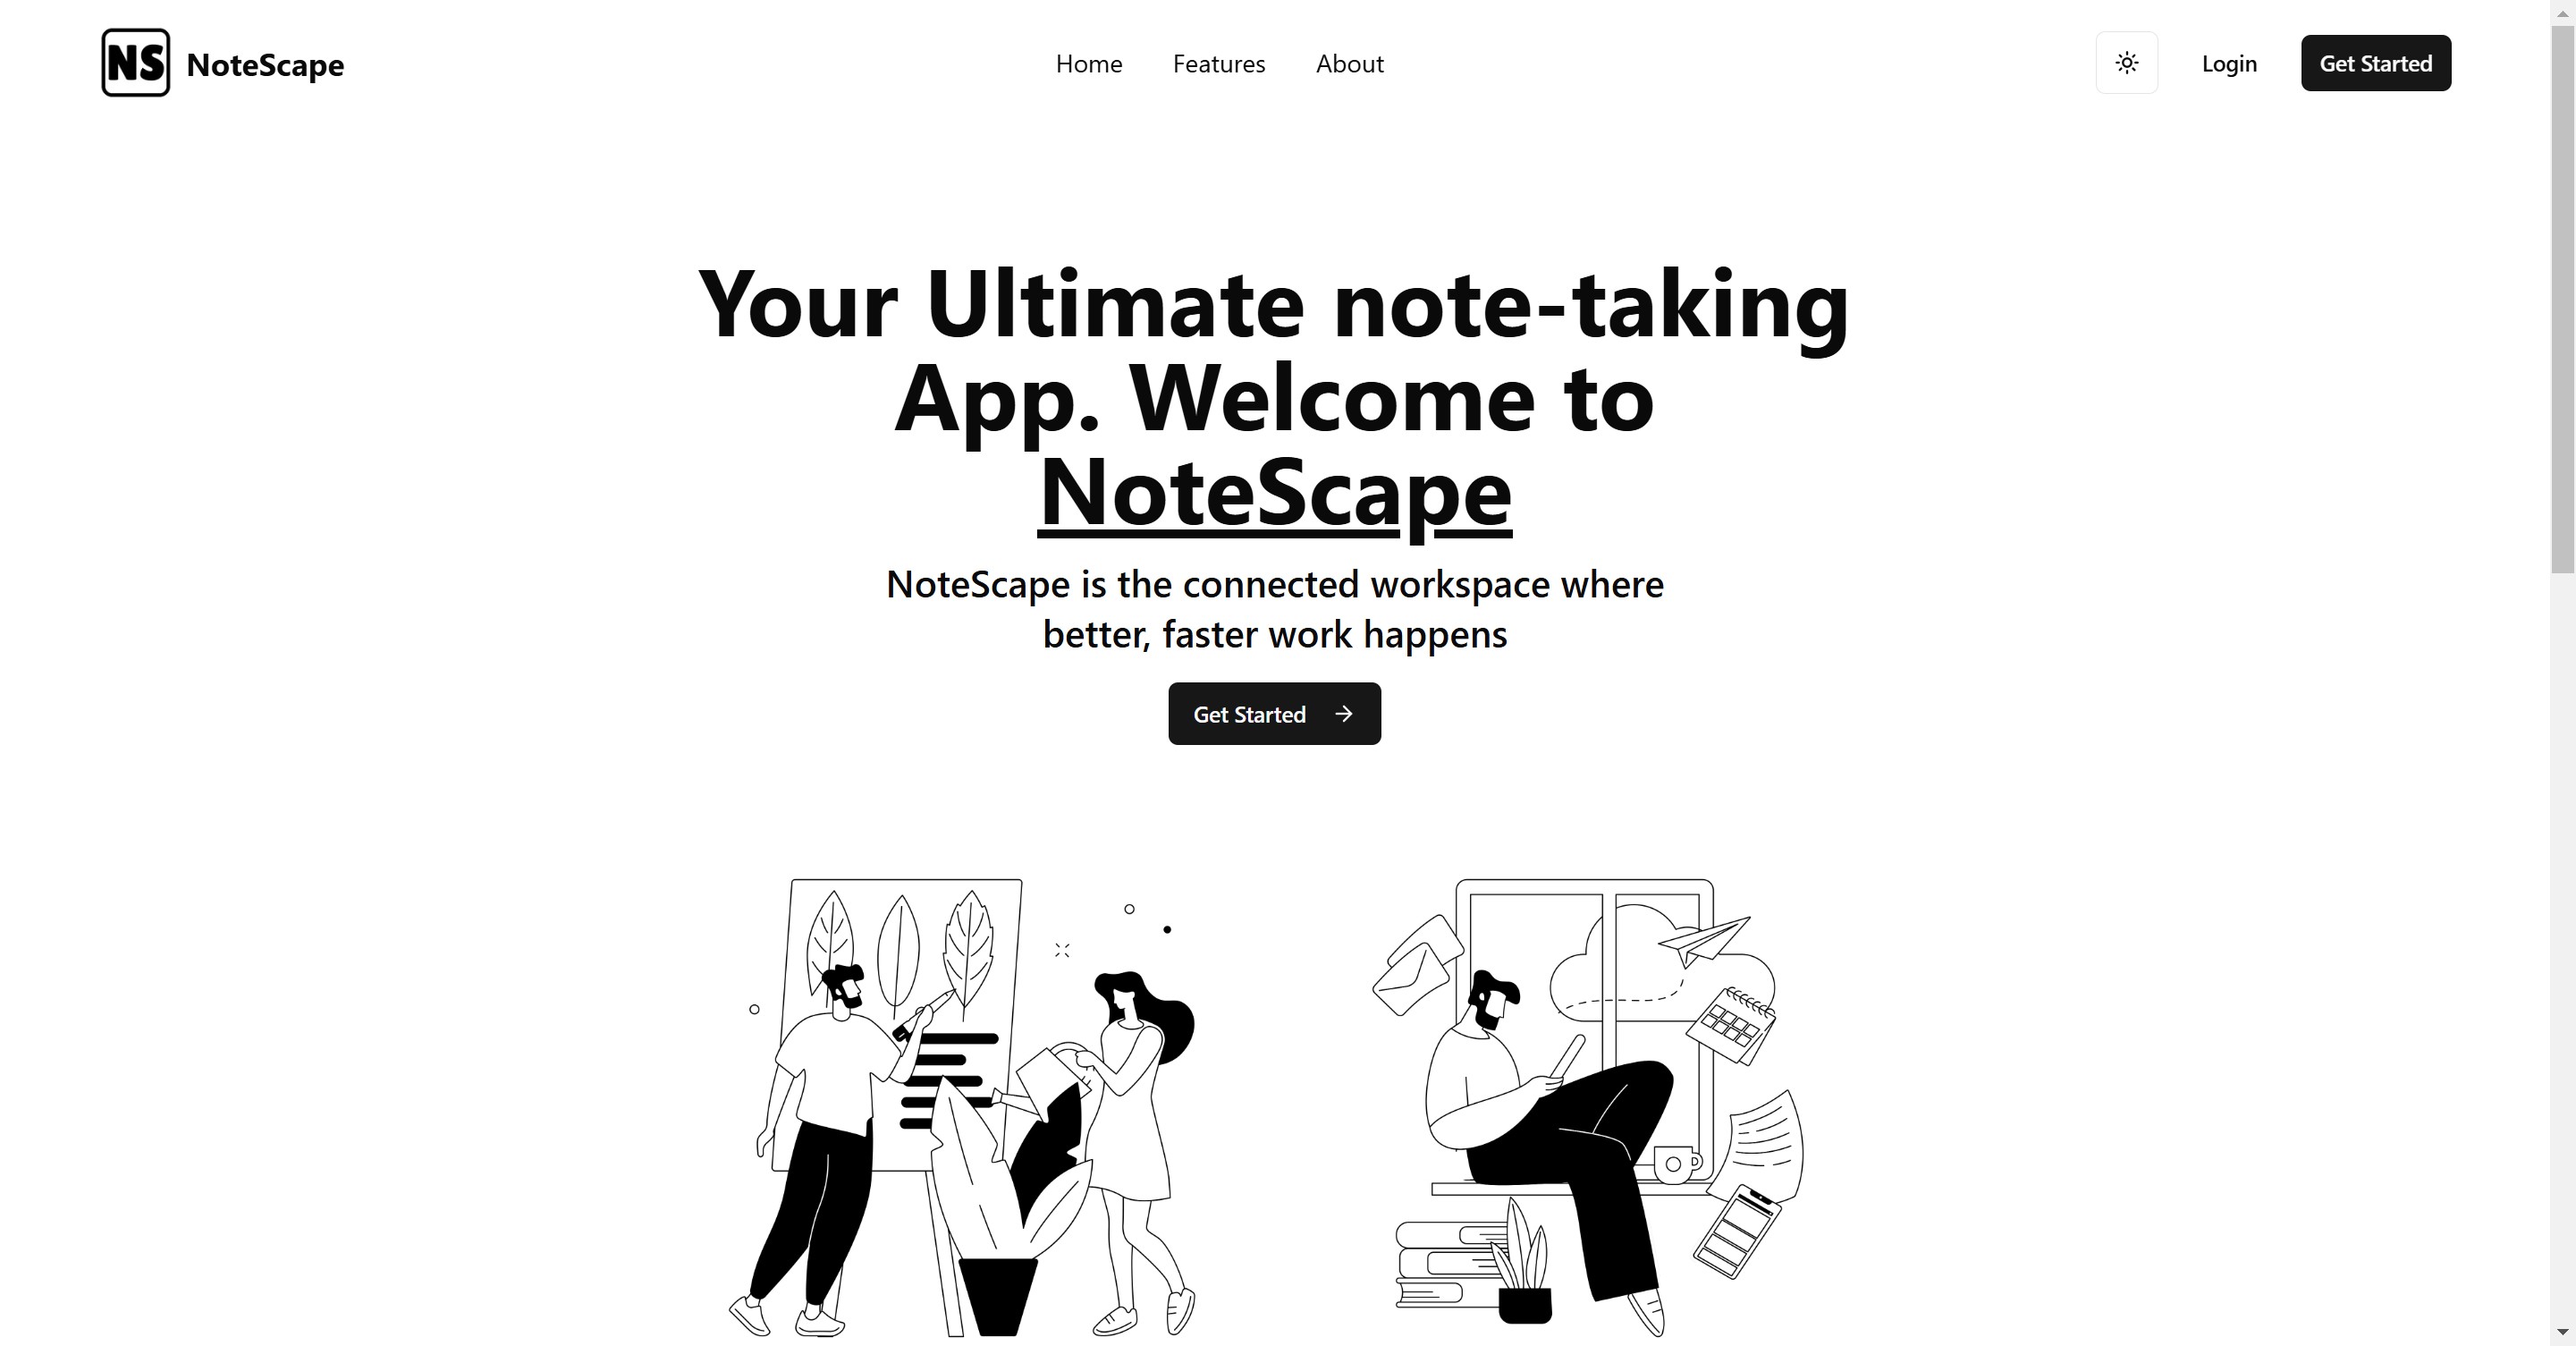 NS NoteScape
Home Features About
Login Get Started
Your Ultimate note-taking
App. Welcome to
NoteScape
NoteScape is the connected workspace where
better, faster work happens
Get Started